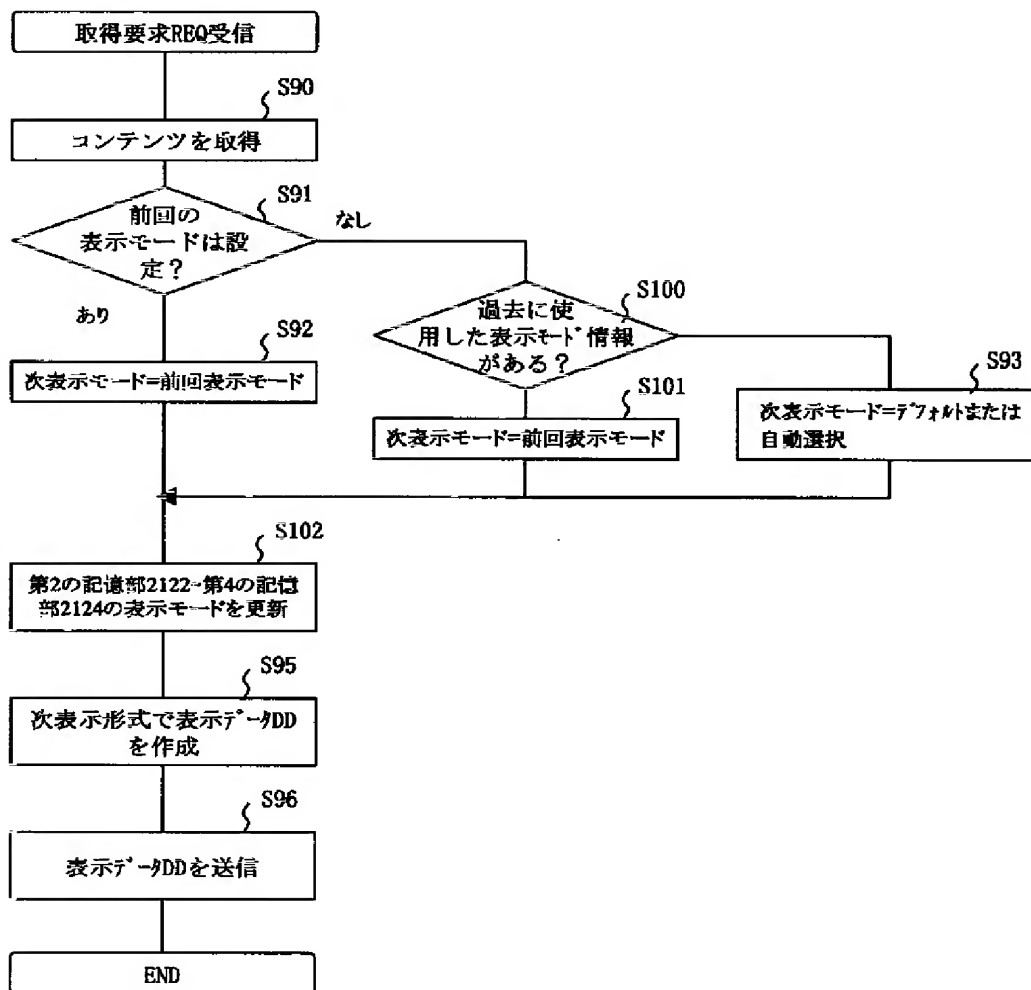 取得要求REQ受信
S90
コンテンツを取得
S91
前回の
表示モードは設
定？
なし
あり
S100
過去に使
用した表示ﾓｰﾄﾞ情報
がある？
S92
次表示モード=前回表示モード
S101
次表示モード=前回表示モード
S93
次表示モード=ﾃﾞﾌｫﾙﾄまたは
自動選択
S102
第2の記憶部2122~第4の記憶
部2124の表示モードを更新
S95
次表示形式で表示ﾃﾞｰﾀDD
を作成
S96
表示ﾃﾞｰﾀDDを送信
END